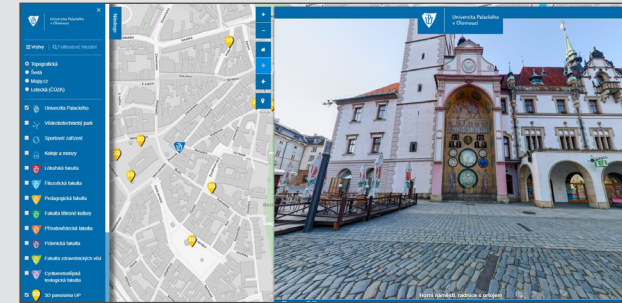 ×
Univerzita Palackého
v Olomouci
Vrstvy
Fulltextové hledání
Topografická
Šedá
Mapy.cz
Letecká (ČÚZK)
Univerzita Palackého
Vědeckotechnický park
Sportovní zařízení
Koleje a menzy
Lékařská fakulta
Filozofická fakulta
Pedagogická fakulta
Fakulta tělesné kultury
Přírodovědecká fakulta
Právnická fakulta
Fakulta zdravotnických věd
Cyrilometodějská
teologická fakulta
3D panorama UP
Nástroje
+
−
Univerzita Palackého
v Olomouci
Horní náměstí, radnice s orlojem